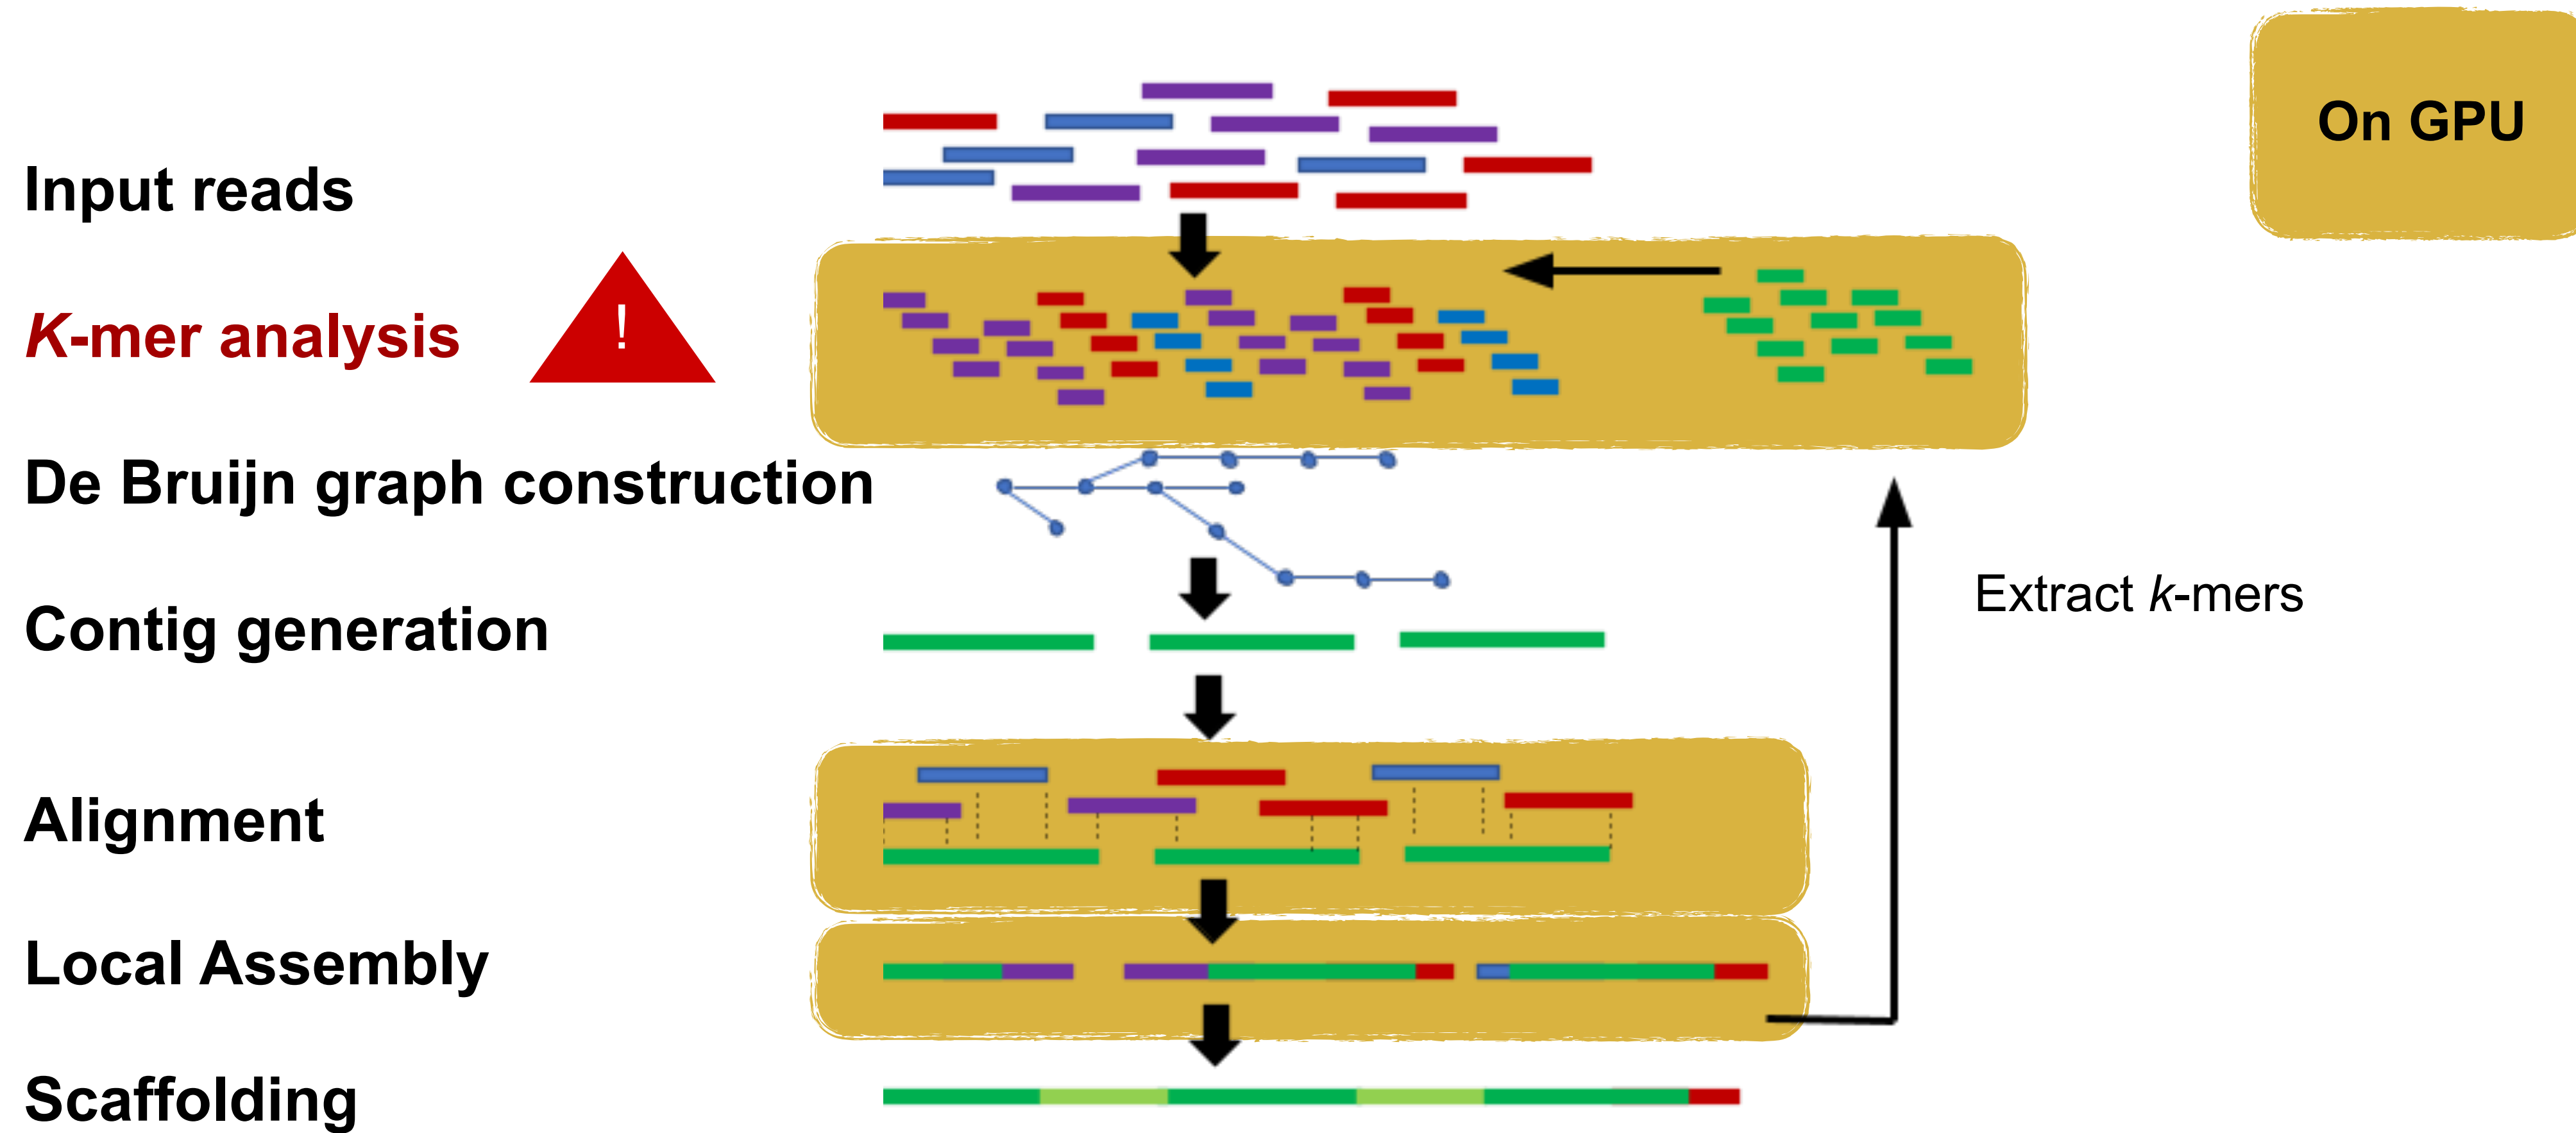 On GPU
Input reads
K-mer analysis
!
De Bruijn graph construction
Extract k-mers
Contig generation
Alignment
Local Assembly
Scaffolding